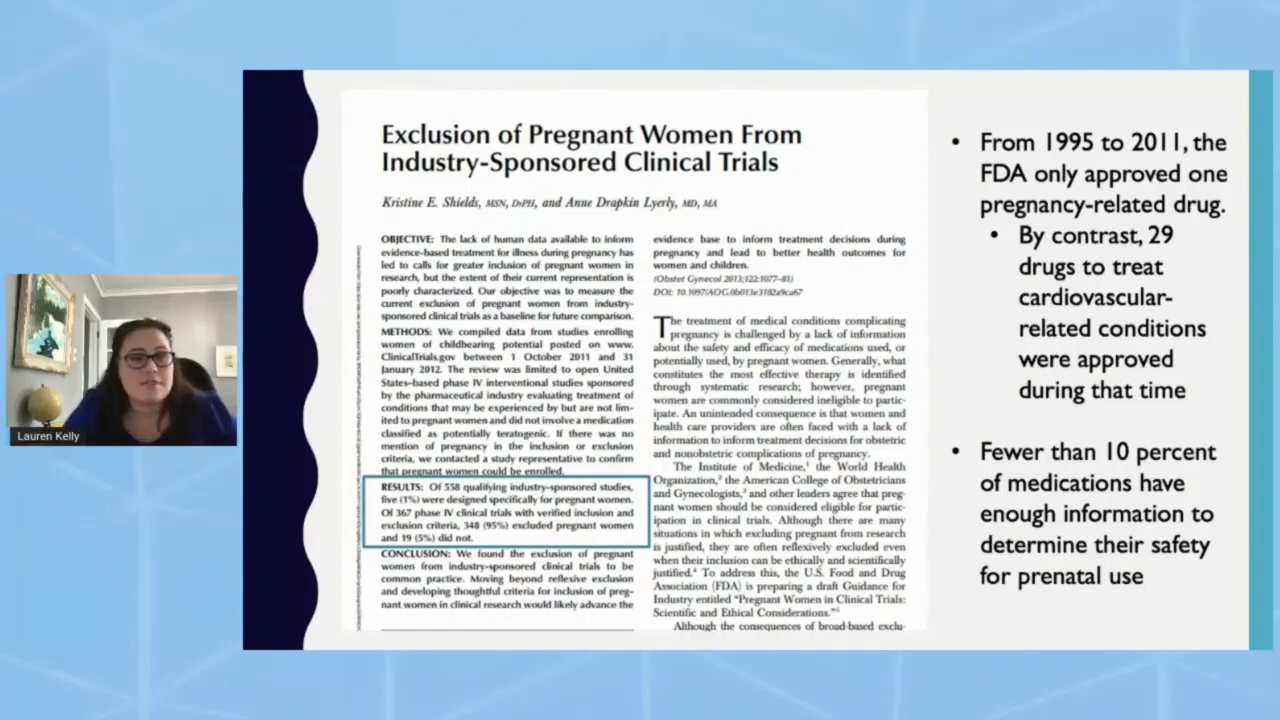 Exclusion of Pregnant Women From
Industry-Sponsored Clinical Trials
Kristine E. Shields, MSN, DrPH, and Anne Drapkin Lyerly, MD, MA
OBJECTIVE: The lack of human data available to inform
evidence-based treatment for illness during pregnancy has
led to calls for greater inclusion of pregnant women in
research, but the extent of their current representation is
poorly characterized. Our objective was to measure the
current exclusion of pregnant women from industry-
sponsored clinical trials as a baseline for future comparison.
METHODS: We compiled data from studies enrolling
women of childbearing potential posted on www.
ClinicalTrials.gov between 1 October 2011 and 31
January 2012. The review was limited to open United
States–based phase IV interventional studies sponsored
by the pharmaceutical industry evaluating treatment of
conditions that may be experienced by but are not lim-
ited to pregnant women and did not involve a medication
classified as potentially teratogenic. If there was no
mention of pregnancy in the inclusion or exclusion
criteria, we contacted a study representative to confirm
that pregnant women could be enrolled.
RESULTS: Of 558 qualifying industry-sponsored studies,
five (1%) were designed specifically for pregnant women.
Of 367 phase IV clinical trials with verified inclusion and
exclusion criteria, 348 (95%) excluded pregnant women
and 19 (5%) did not.
CONCLUSION: We found the exclusion of pregnant
women from industry-sponsored clinical trials to be
common practice. Moving beyond reflexive exclusion
and developing thoughtful criteria for inclusion of preg-
nant women in clinical research would likely advance the
evidence base to inform treatment decisions during
pregnancy and lead to better health outcomes for
women and children.
(Obstet Gynecol 2013;122:1077–81)
DOI: 10.1097/AOG.0b013e3182a9ca67
The treatment of medical conditions complicating
pregnancy is challenged by a lack of information
about the safety and efficacy of medications used, or
potentially used, by pregnant women. Generally, what
constitutes the most effective therapy is identified
through systematic research; however, pregnant
women are commonly considered ineligible to partic-
ipate. An unintended consequence is that women and
health care providers are often faced with a lack of
information to inform treatment decisions for obstetric
and nonobstetric complications of pregnancy.
The Institute of Medicine,1 the World Health
Organization,2 the American College of Obstetricians
and Gynecologists,3 and other leaders agree that preg-
nant women should be considered eligible for partic-
ipation in clinical trials. Although there are many
situations in which excluding pregnant from research
is justified, they are often reflexively excluded even
when their inclusion can be ethically and scientifically
justified.4 To address this, the U.S. Food and Drug
Association (FDA) is preparing a draft Guidance for
Industry entitled “Pregnant Women in Clinical Trials:
Scientific and Ethical Considerations.”5
Although the consequences of broad-based exclu-
• From 1995 to 2011, the
FDA only approved one
pregnancy-related drug.
• By contrast, 29
drugs to treat
cardiovascular-
related conditions
were approved
during that time
• Fewer than 10 percent
of medications have
enough information to
determine their safety
for prenatal use
Lauren Kelly